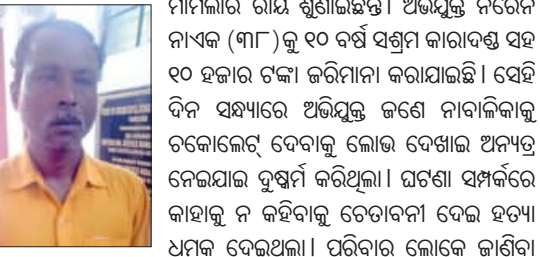 ମାମଲାର ରାୟ ଶୁଣାଇଛନ୍ତି। ଅଭିଯୁକ୍ତ ନରେନ
ନାଏକ (୩୮)କୁ ୧୦ ବର୍ଷ ସଶ୍ରମ କାରାଦଣ୍ଡ ସହ
୧୦ ହଜାର ଟଙ୍କା ଜରିମାନା କରାଯାଇଛି। ସେହି
ଦିନ ସନ୍ଧ୍ୟାରେ ଅଭିଯୁକ୍ତ ଜଣେ ନାବାଳିକାକୁ
ଚକୋଲେଟ୍ ଦେବାକୁ ଲୋଭ ଦେଖାଇ ଅନ୍ୟତ୍ର
ନେଇଯାଇ ଦୁଷ୍କର୍ମ କରିଥିଲା। ଘଟଣା ସମ୍ପର୍କରେ
କାହାକୁ ନ କହିବାକୁ ଚେତାବନୀ ଦେଇ ହତ୍ୟା
ଧମକ ଦେଇଥିଲା। ପରିବାର ଲୋକେ ଜାଣିବା